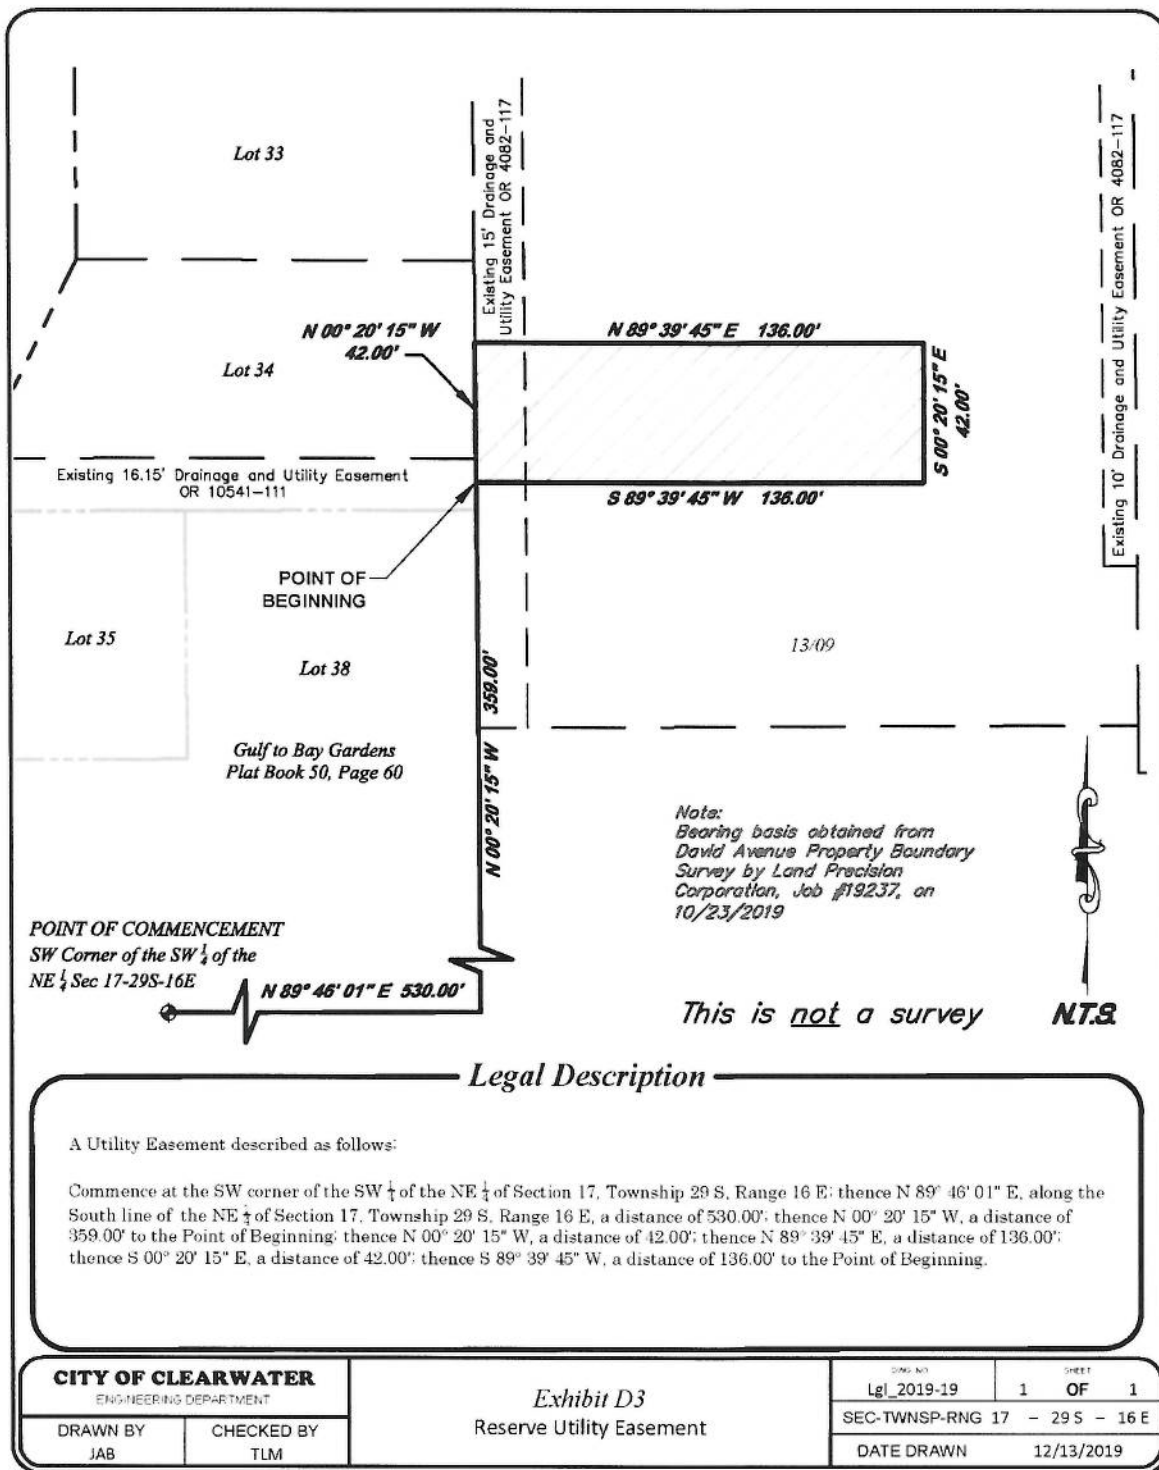 Lot 33
Existing 15' Drainage and
Utility Easement OR 4082-117
Existing 10' Drainage and Utility Easement OR 4082-117
N 00° 20' 15" W
42.00'
N 89° 39' 45" E 136.00'
Lot 34
S 00° 20' 15" E
42.00'
Existing 16.15' Drainage and Utility Easement
OR 10541-111
S 89° 39' 45" W 136.00'
POINT OF
BEGINNING
Lot 35
Lot 38
13/09
N 00° 20' 15" W 359.00'
Gulf to Bay Gardens
Plat Book 50, Page 60
Note:
Bearing basis obtained from
David Avenue Property Boundary
Survey by Land Precision
Corporation, Job #19237, on
10/23/2019
POINT OF COMMENCEMENT
SW Corner of the SW 1/4 of the
NE 1/4 Sec 17-29S-16E
N 89° 46' 01" E 530.00'
This is not a survey
N.T.S.
Legal Description
A Utility Easement described as follows:
Commence at the SW corner of the SW 1/4 of the NE 1/4 of Section 17, Township 29 S, Range 16 E; thence N 89° 46' 01" E, along the
South line of the NE 1/4 of Section 17, Township 29 S, Range 16 E, a distance of 530.00'; thence N 00° 20' 15" W, a distance of
359.00' to the Point of Beginning; thence N 00° 20' 15" W, a distance of 42.00'; thence N 89° 39' 45" E, a distance of 136.00';
thence S 00° 20' 15" E, a distance of 42.00'; thence S 89° 39' 45" W, a distance of 136.00' to the Point of Beginning.
CITY OF CLEARWATER
ENGINEERING DEPARTMENT
DRAWN BY
JAB
CHECKED BY
TLM
Exhibit D3
Reserve Utility Easement
DWG. NO.
Lgl_2019-19
SHEET
1 OF 1
SEC-TWNSP-RNG 17 – 29 S – 16 E
DATE DRAWN 12/13/2019